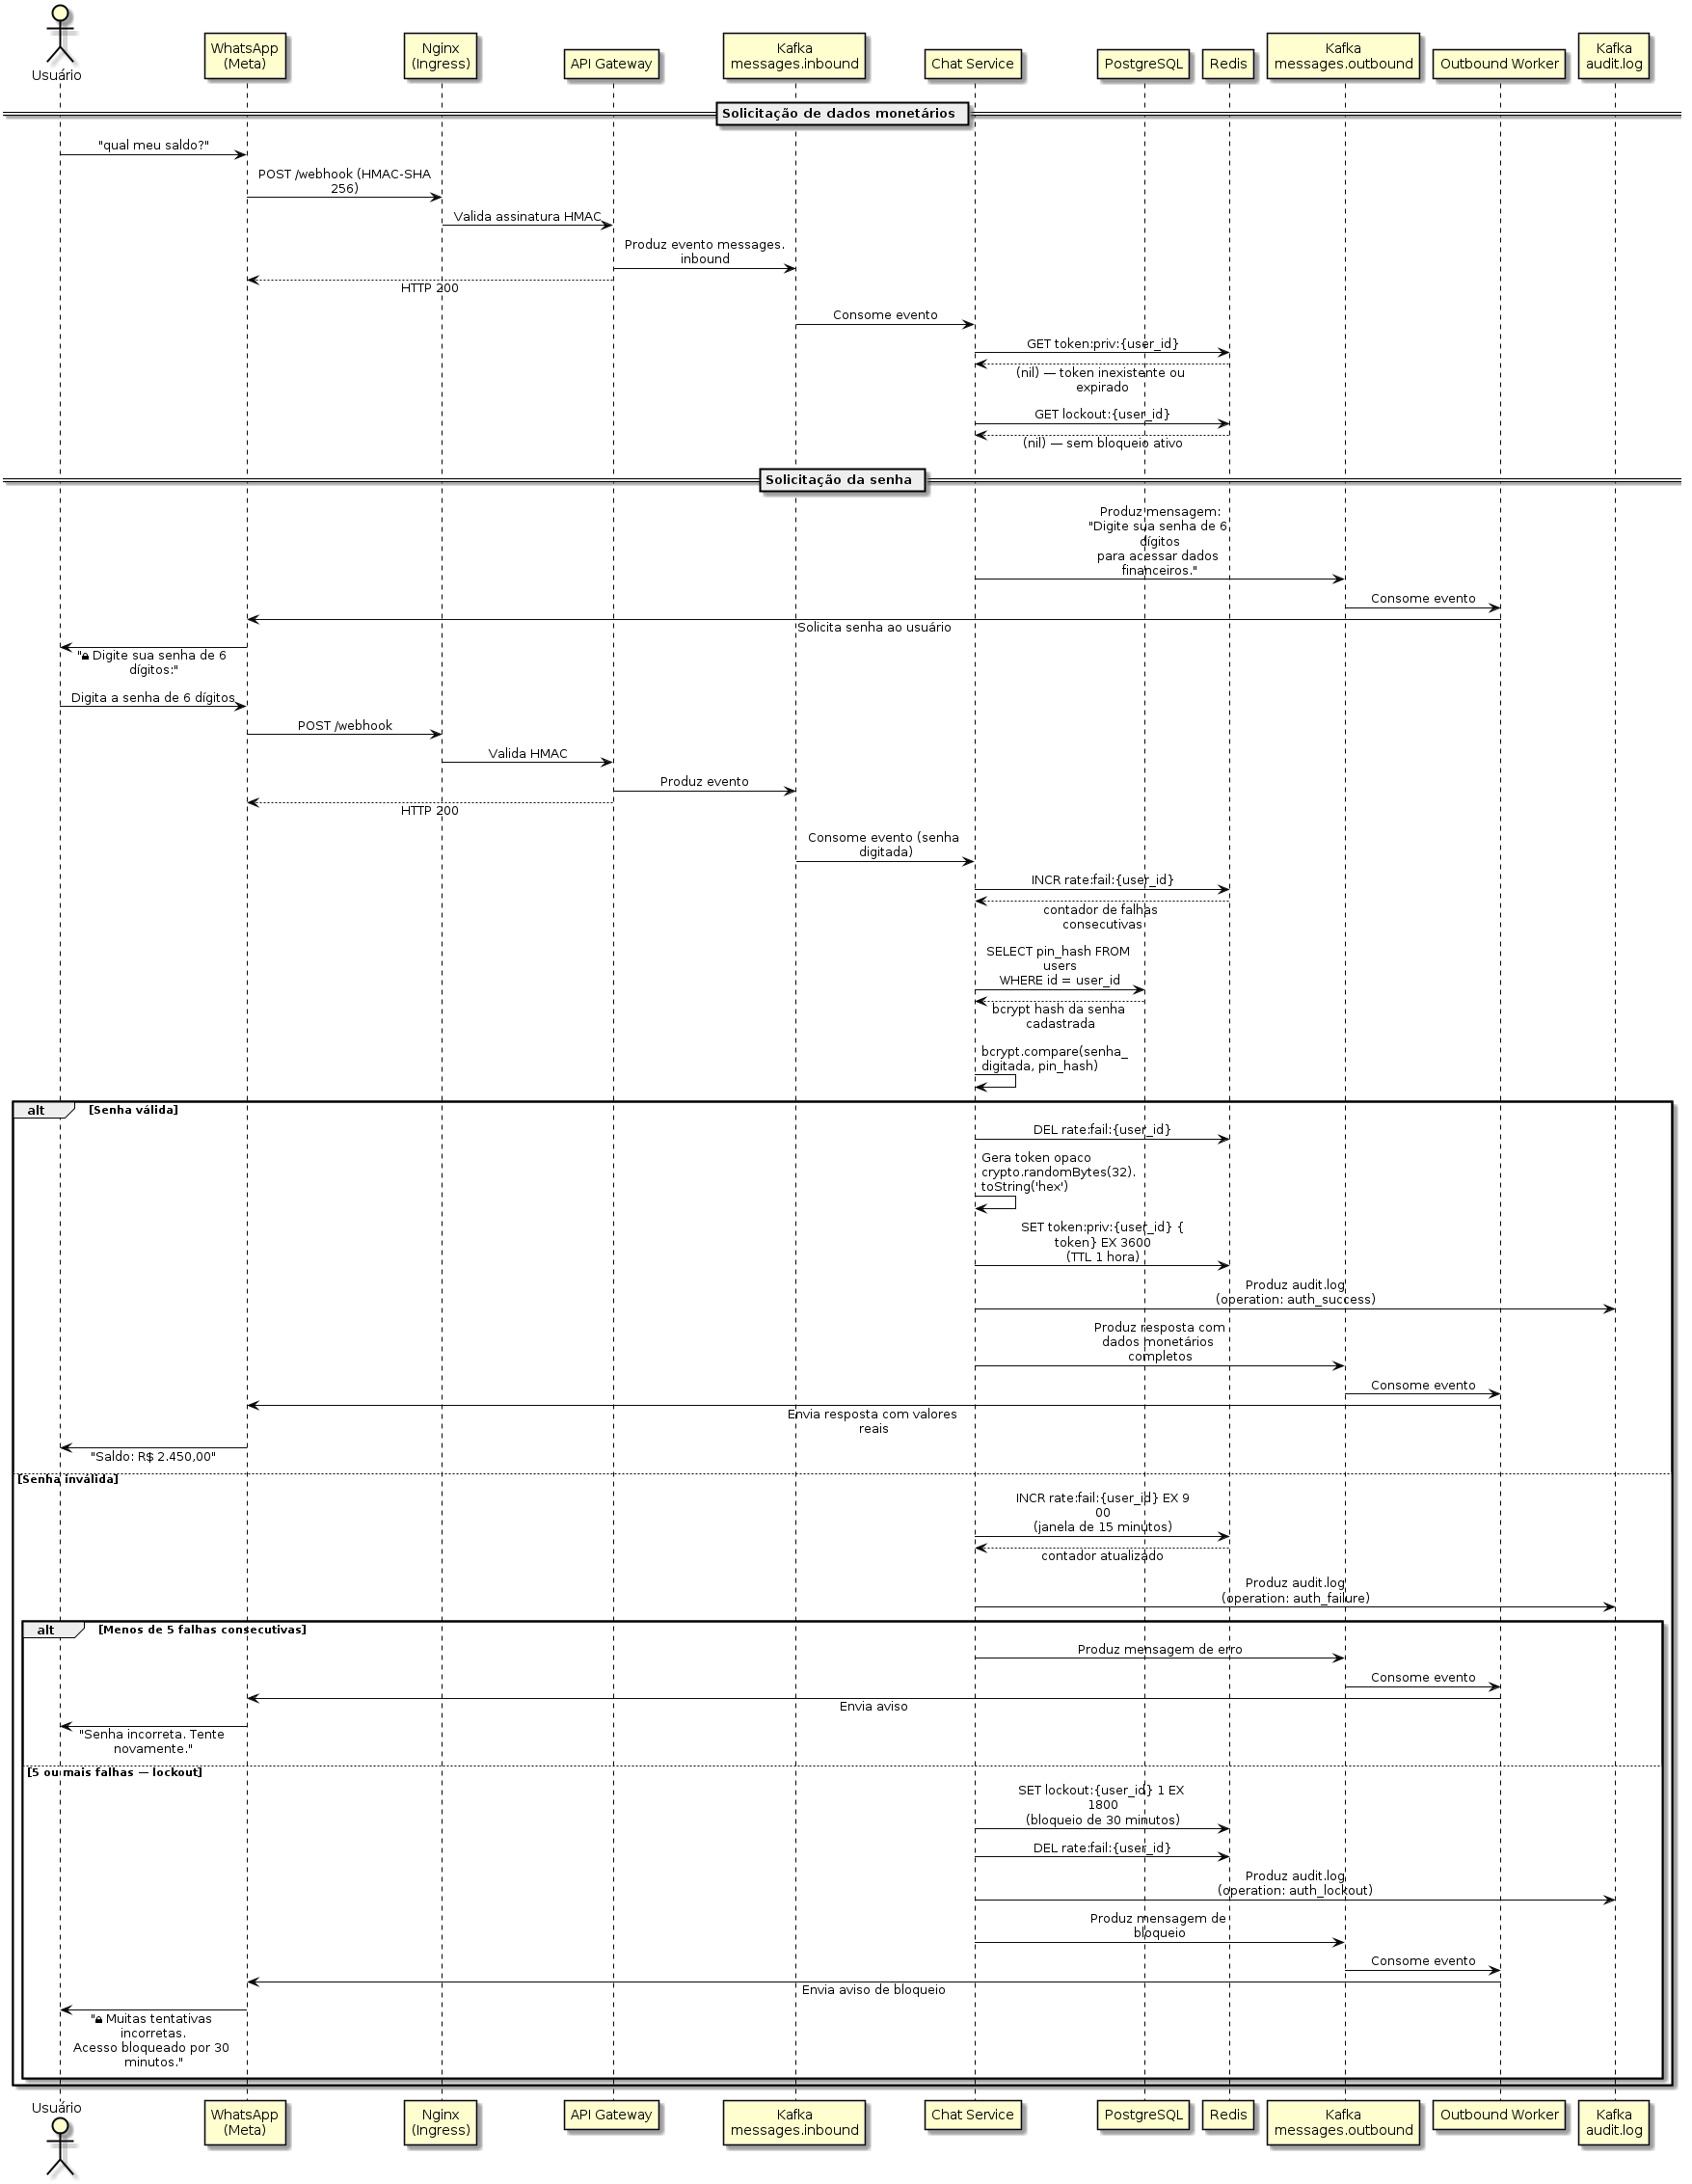 Usuário
WhatsApp
(Meta)
Nginx
(Ingress)
API Gateway
Kafka
messages.inbound
Chat Service
PostgreSQL
Redis
Kafka
messages.outbound
Outbound Worker
Kafka
audit.log
Solicitação de dados monetários
"qual meu saldo?"
POST /webhook (HMAC-SHA
256)
Valida assinatura HMAC
Produz evento messages.
inbound
HTTP 200
Consome evento
GET token:priv:{user_id}
(nil) — token inexistente ou
expirado
GET lockout:{user_id}
(nil) — sem bloqueio ativo
Solicitação da senha
Produz mensagem:
"Digite sua senha de 6
dígitos
para acessar dados
financeiros."
Consome evento
Solicita senha ao usuário
"🔒 Digite sua senha de 6
dígitos:"
Digita a senha de 6 dígitos
POST /webhook
Valida HMAC
Produz evento
HTTP 200
Consome evento (senha
digitada)
INCR rate:fail:{user_id}
contador de falhas
consecutivas
SELECT pin_hash FROM
users
WHERE id = user_id
bcrypt hash da senha
cadastrada
bcrypt.compare(senha_
digitada, pin_hash)
alt [Senha válida]
DEL rate:fail:{user_id}
Gera token opaco
crypto.randomBytes(32).
toString('hex')
SET token:priv:{user_id} {
token} EX 3600
(TTL 1 hora)
Produz audit.log
(operation: auth_success)
Produz resposta com
dados monetários
completos
Consome evento
Envia resposta com valores
reais
"Saldo: R$ 2.450,00"
[Senha inválida]
INCR rate:fail:{user_id} EX 9
00
(janela de 15 minutos)
contador atualizado
Produz audit.log
(operation: auth_failure)
alt [Menos de 5 falhas consecutivas]
Produz mensagem de erro
Consome evento
Envia aviso
"Senha incorreta. Tente
novamente."
[5 ou mais falhas — lockout]
SET lockout:{user_id} 1 EX
1800
(bloqueio de 30 minutos)
DEL rate:fail:{user_id}
Produz audit.log
(operation: auth_lockout)
Produz mensagem de
bloqueio
Consome evento
Envia aviso de bloqueio
"🔒 Muitas tentativas
incorretas.
Acesso bloqueado por 30
minutos."
Usuário
WhatsApp
(Meta)
Nginx
(Ingress)
API Gateway
Kafka
messages.inbound
Chat Service
PostgreSQL
Redis
Kafka
messages.outbound
Outbound Worker
Kafka
audit.log